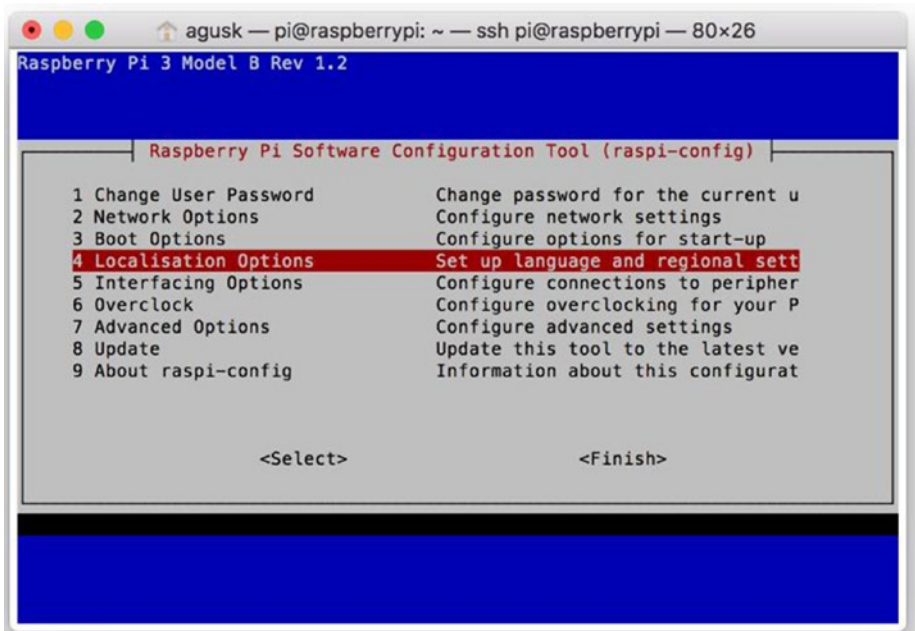 agusk — pi@raspberrypi: ~ — ssh pi@raspberrypi — 80×26
Raspberry Pi 3 Model B Rev 1.2
Raspberry Pi Software Configuration Tool (raspi-config)
1 Change User Password Change password for the current u
2 Network Options Configure network settings
3 Boot Options Configure options for start-up
4 Localisation Options Set up language and regional sett
5 Interfacing Options Configure connections to peripher
6 Overclock Configure overclocking for your P
7 Advanced Options Configure advanced settings
8 Update Update this tool to the latest ve
9 About raspi-config Information about this configurat
<Select> <Finish>